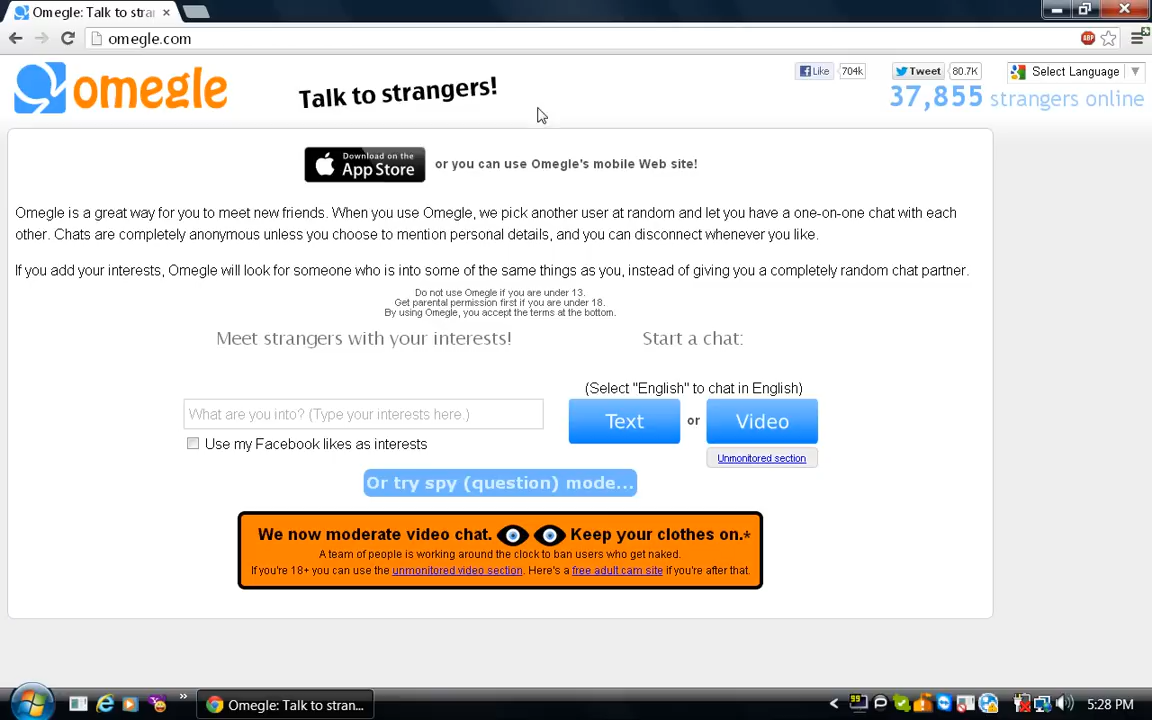 Omegle: Talk to stra
omegle.com
ABP
omegle
Talk to strangers!
Like 704k
Tweet 80.7K
Select Language
37,855 strangers online
Download on the
App Store
or you can use Omegle's mobile Web site!
Omegle is a great way for you to meet new friends. When you use Omegle, we pick another user at random and let you have a one-on-one chat with each
other. Chats are completely anonymous unless you choose to mention personal details, and you can disconnect whenever you like.
If you add your interests, Omegle will look for someone who is into some of the same things as you, instead of giving you a completely random chat partner.
Do not use Omegle if you are under 13.
Get parental permission first if you are under 18.
By using Omegle, you accept the terms at the bottom.
Meet strangers with your interests!
Start a chat:
(Select "English" to chat in English)
What are you into? (Type your interests here.)
Text or Video
Use my Facebook likes as interests
Unmonitored section
Or try spy (question) mode...
We now moderate video chat. Keep your clothes on.*
A team of people is working around the clock to ban users who get naked.
If you're 18+ you can use the unmonitored video section. Here's a free adult cam site if you're after that.
Omegle: Talk to stran...
99
5:28 PM